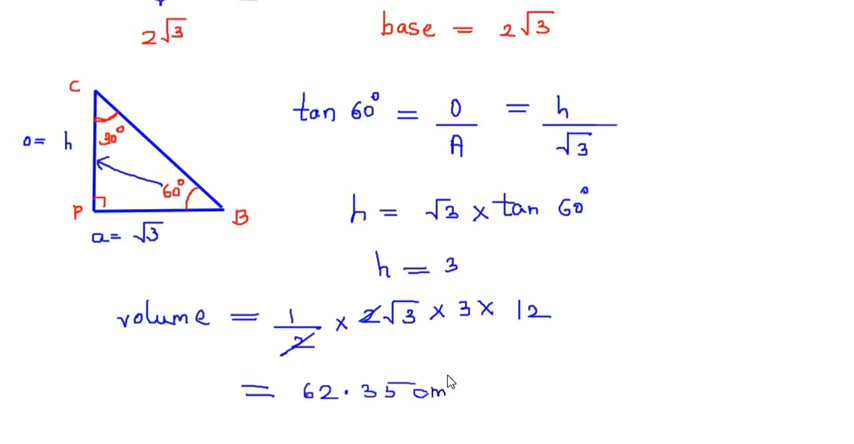 2√3
base = 2√3
C
30°
o = h
60°
P
B
a = √3
tan 60° = O/A = h/√3
h = √3 × tan 60°
h = 3
volume = 1/2 × 2√3 × 3 × 12
= 62.35 cm